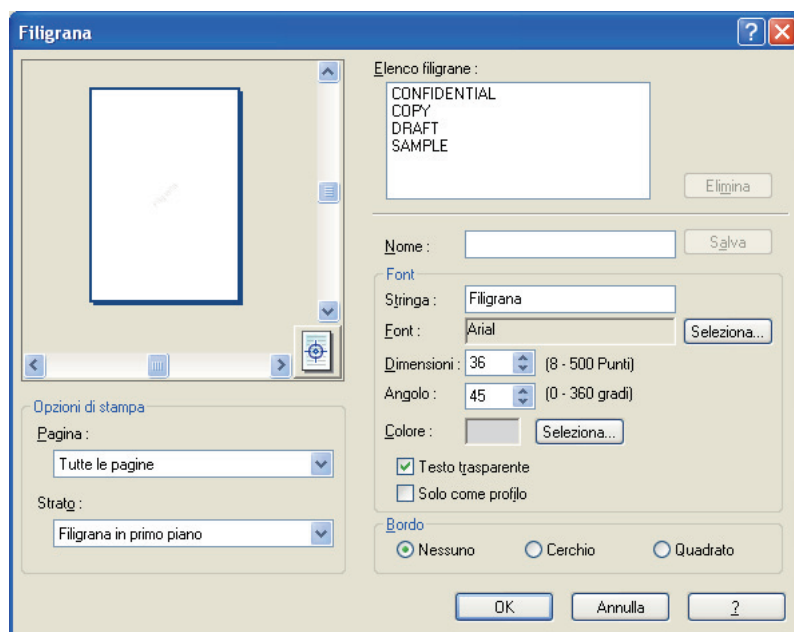 Filigrana
Elenco filigrane :
CONFIDENTIAL
COPY
DRAFT
SAMPLE
Elimina
Nome :
Salva
Font
Stringa : Filigrana
Font : Arial Seleziona...
Dimensioni : 36 (8 - 500 Punti)
Angolo : 45 (0 - 360 gradi)
Colore : Seleziona...
Testo trasparente
Solo come profilo
Bordo
Nessuno Cerchio Quadrato
Opzioni di stampa
Pagina :
Tutte le pagine
Strato :
Filigrana in primo piano
OK Annulla ?